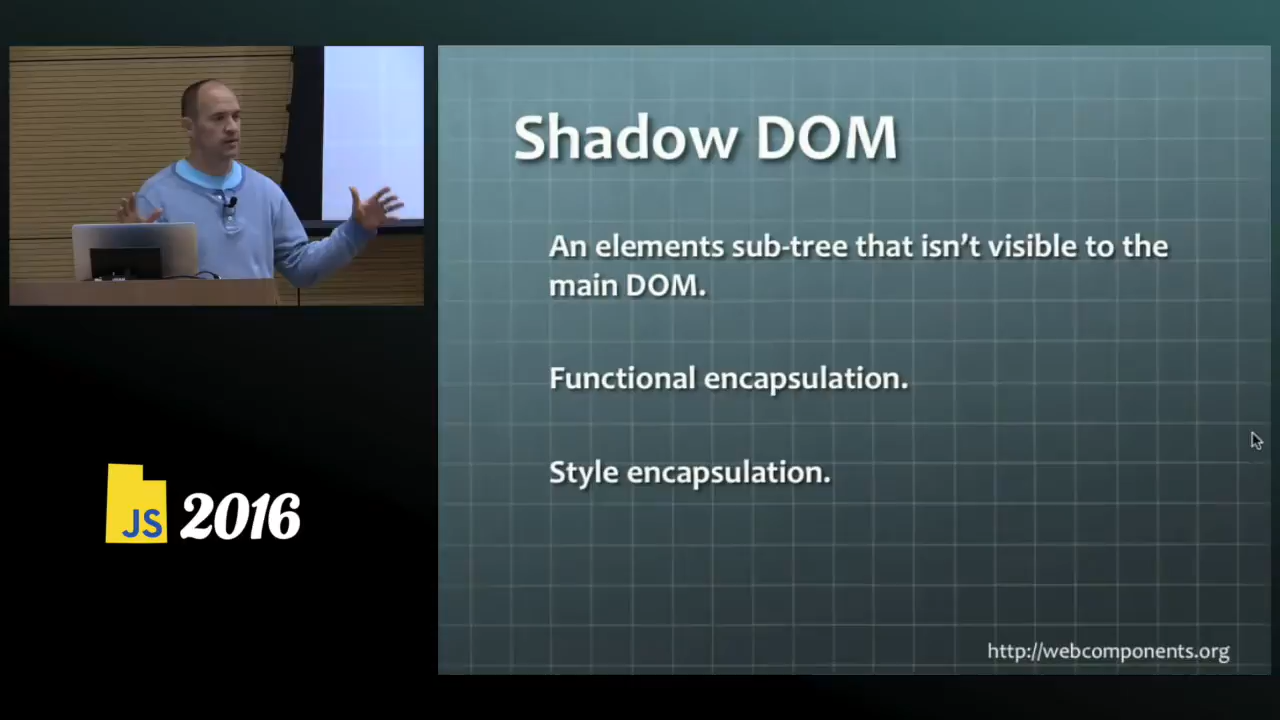 Shadow DOM
An elements sub-tree that isn’t visible to the
main DOM.
Functional encapsulation.
Style encapsulation.
http://webcomponents.org
JS 2016